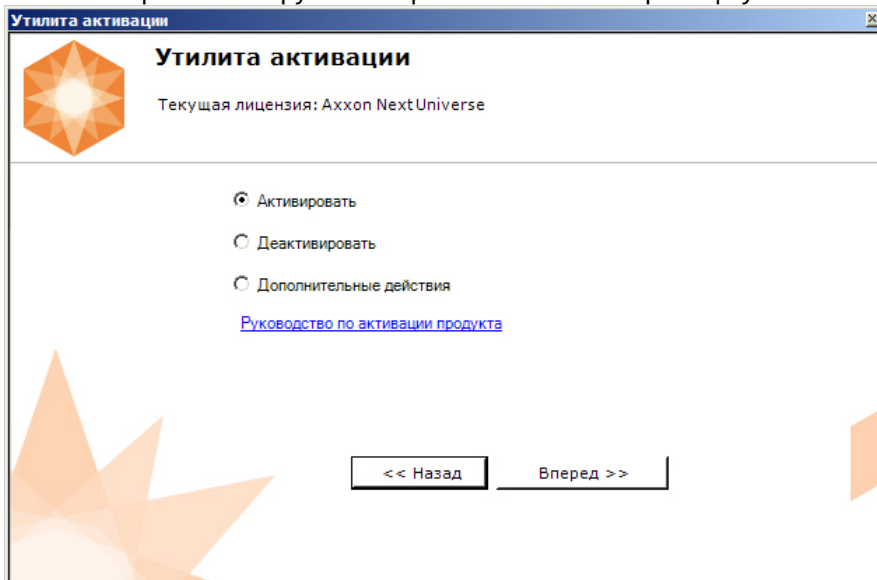 Утилита активации
Утилита активации
Текущая лицензия: Axxon Next Universe
Активировать
Деактивировать
Дополнительные действия
Руководство по активации продукта
<< Назад
Вперед >>